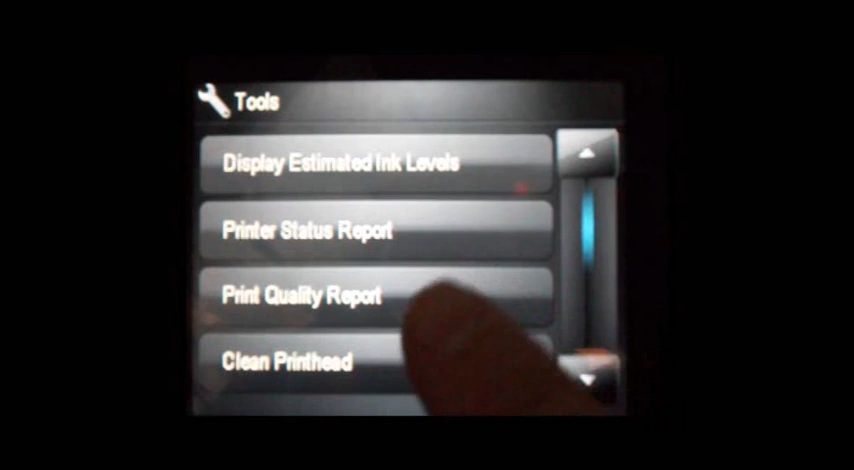 Tools
Display Estimated Ink Levels
Printer Status Report
Print Quality Report
Clean Printhead